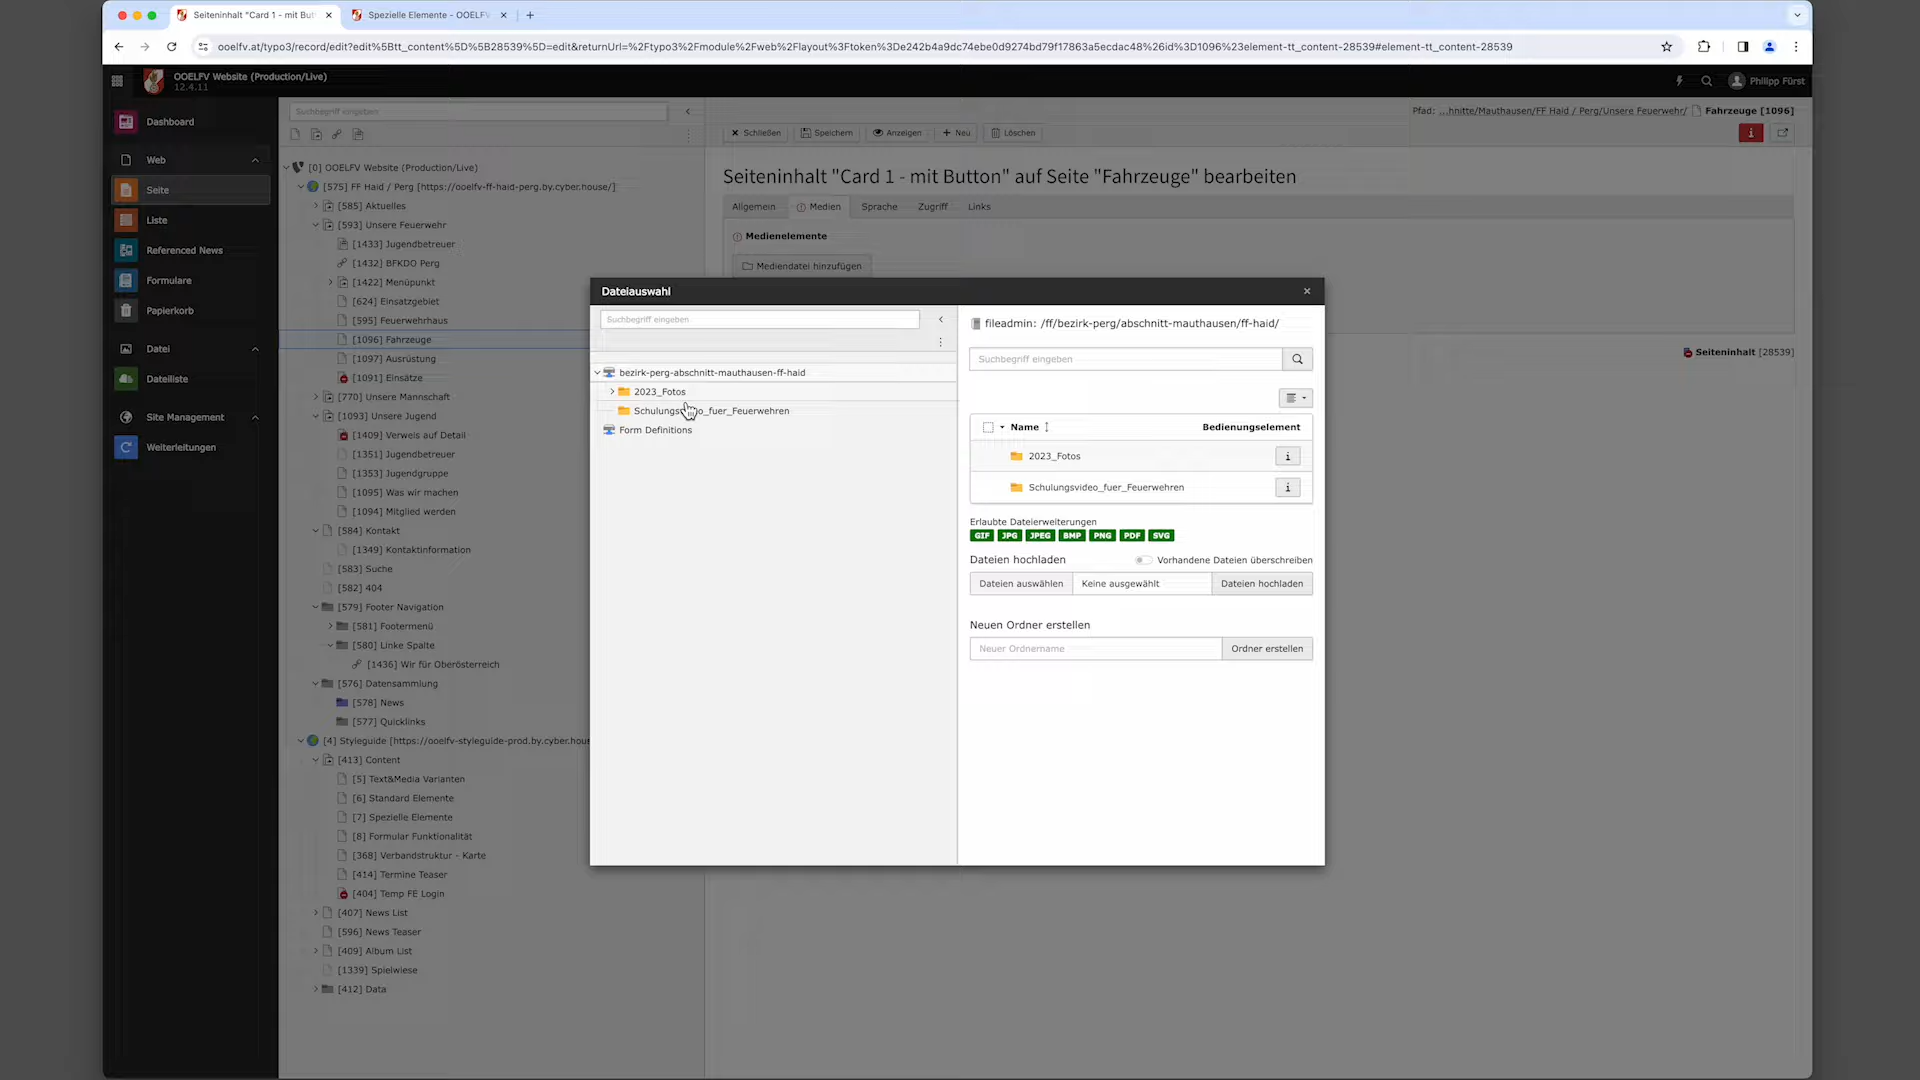 Seiteninhalt "Card 1 - mit But
Spezielle Elemente - OOELFV
ooelfv.at/typo3/record/edit?edit%5Btt_content%5D%5B28539%5D=edit&returnUrl=%2Ftypo3%2Fmodule%2Fweb%2Flayout%3Ftoken%3De242b4a9dc74ebe0d9274bd79f17863a5ecdac48%26id%3D1096%23element-tt_content-28539#element-tt_content-28539
OOELFV Website (Production/Live)
12.4.11
Philipp Fürst
Dashboard
Web
Seite
Liste
Referenced News
Formulare
Papierkorb
Datei
Dateiliste
Site Management
Weiterleitungen
Suchbegriff eingeben
[0] OOELFV Website (Production/Live)
[575] FF Haid / Perg [https://ooelfv-ff-haid-perg.by.cyber.house/]
[585] Aktuelles
[593] Unsere Feuerwehr
[1433] Jugendbetreuer
[1432] BFKDO Perg
[1422] Menüpunkt
[624] Einsatzgebiet
[595] Feuerwehrhaus
[1096] Fahrzeuge
[1097] Ausrüstung
[1091] Einsätze
[770] Unsere Mannschaft
[1093] Unsere Jugend
[1409] Verweis auf Detail
[1351] Jugendbetreuer
[1353] Jugendgruppe
[1095] Was wir machen
[1094] Mitglied werden
[584] Kontakt
[1349] Kontaktinformation
[583] Suche
[582] 404
[579] Footer Navigation
[581] Footermenü
[580] Linke Spalte
[1436] Wir für Oberösterreich
[576] Datensammlung
[578] News
[577] Quicklinks
[4] Styleguide [https://ooelfv-styleguide-prod.by.cyber.hous
[413] Content
[5] Text&Media Varianten
[6] Standard Elemente
[7] Spezielle Elemente
[8] Formular Funktionalität
[368] Verbandstruktur - Karte
[414] Termine Teaser
[404] Temp FE Login
[407] News List
[596] News Teaser
[409] Album List
[1339] Spielwiese
[412] Data
Pfad: ...hnitte/Mauthausen/FF Haid / Perg/Unsere Feuerwehr/ Fahrzeuge [1096]
Schließen Speichern Anzeigen Neu Löschen
Seiteninhalt "Card 1 - mit Button" auf Seite "Fahrzeuge" bearbeiten
Allgemein Medien Sprache Zugriff Links
Medienelemente
Mediendatei hinzufügen
Seiteninhalt [28539]
Dateiauswahl
Suchbegriff eingeben
bezirk-perg-abschnitt-mauthausen-ff-haid
2023_Fotos
Form Definitions
fileadmin: /ff/bezirk-perg/abschnitt-mauthausen/ff-haid/
Suchbegriff eingeben
Name Bedienungselement
2023_Fotos
Schulungsvideo_fuer_Feuerwehren
Erlaubte Dateierweiterungen
GIF JPG JPEG BMP PNG PDF SVG
Dateien hochladen Vorhandene Dateien überschreiben
Dateien auswählen Keine ausgewählt Dateien hochladen
Neuen Ordner erstellen
Neuer Ordnername Ordner erstellen